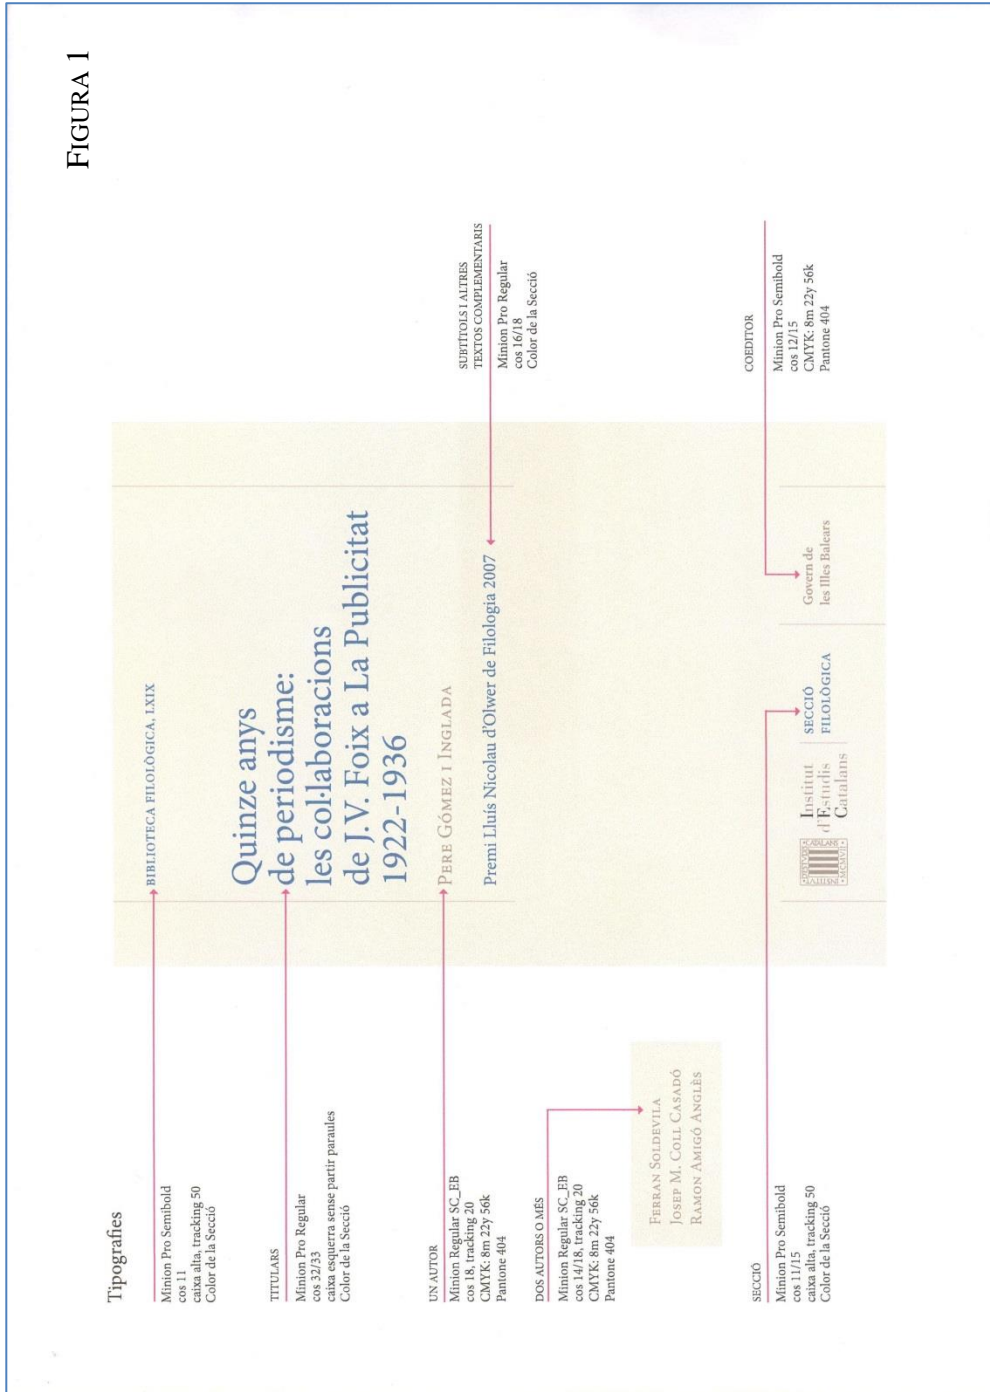 FIGURA 1
Tipografies
Minion Pro Semibold
cos 11
caixa alta, tracking 50
Color de la Secció
TITULARS
Minion Pro Regular
cos 32/33
caixa esquerra sense partir paraules
Color de la Secció
UN AUTOR
Minion Regular SC_EB
cos 18, tracking 20
CMYK: 8m 22y 56k
Pantone 404
DOS AUTORS O MÉS
Minion Regular SC_EB
cos 14/18, tracking 20
CMYK: 8m 22y 56k
Pantone 404
FERRAN SOLDEVILA
JOSEP M. COLL CASADÓ
RAMON AMIGÓ ANGLÈS
SECCIÓ
Minion Pro Semibold
cos 11/15
caixa alta, tracking 50
Color de la Secció
BIBLIOTECA FILOLÒGICA, LXIX
Quinze anys
de periodisme:
les col·laboracions
de J.V. Foix a La Publicitat
1922-1936
PERE GÓMEZ I INGLADA
Premi Lluís Nicolau d'Olwer de Filologia 2007
Institut
d'Estudis
Catalans
SECCIÓ
FILOLÒGICA
Govern de
les Illes Balears
SUBTÍTOLS I ALTRES
TEXTOS COMPLEMENTARIS
Minion Pro Regular
cos 16/18
Color de la Secció
COEDITOR
Minion Pro Semibold
cos 12/15
CMYK: 8m 22y 56k
Pantone 404